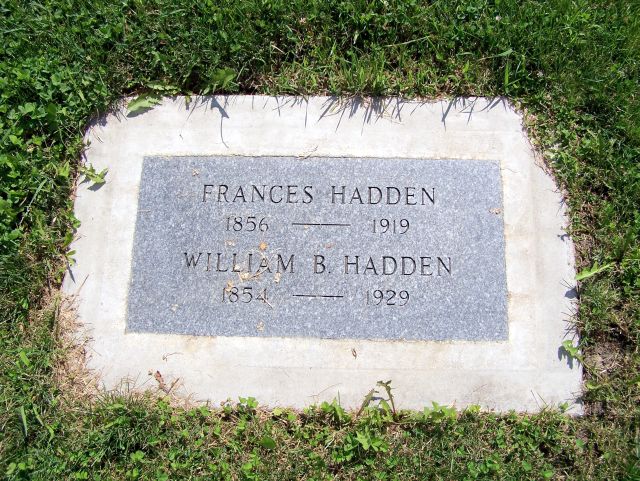 FRANCES HADDEN
1856 — 1919
WILLIAM B. HADDEN
1854 — 1929